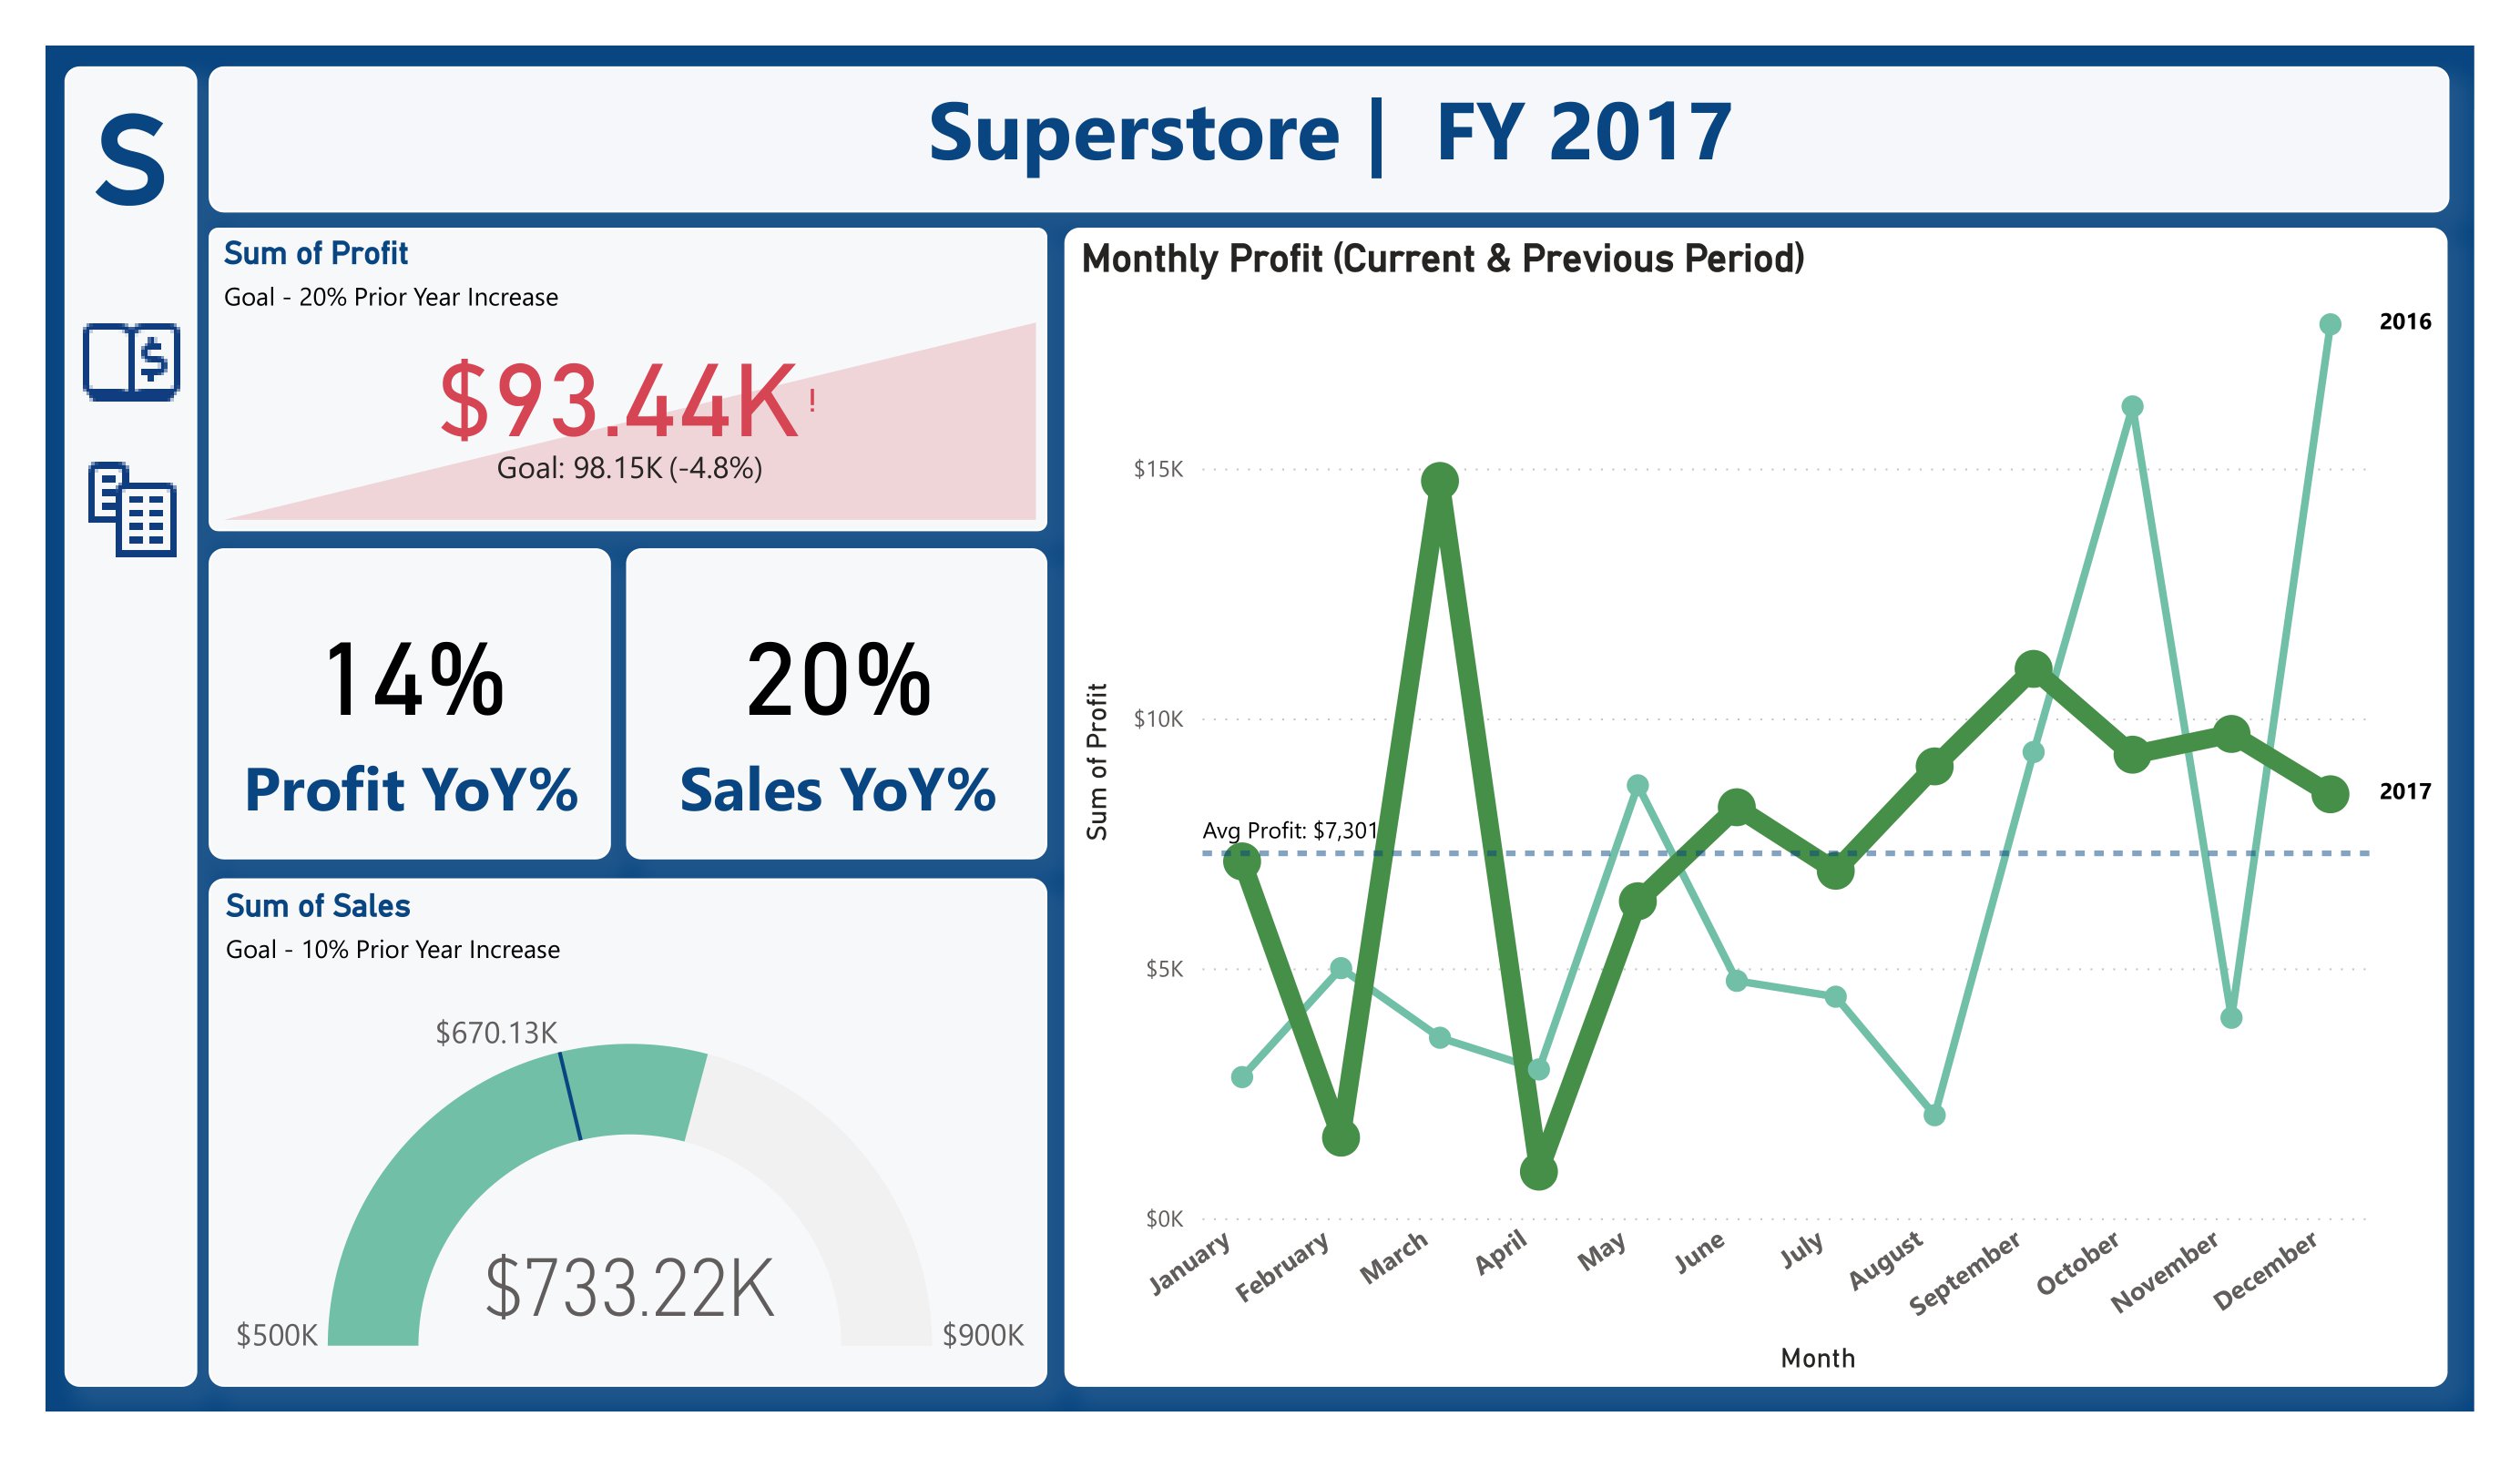 S
Superstore |  FY 2017
Sum of Profit
Goal - 20% Prior Year Increase
$93.44K!
Goal: 98.15K (-4.8%)
14%
Profit YoY%
20%
Sales YoY%
Sum of Sales
Goal - 10% Prior Year Increase
$670.13K
$733.22K
$500K
$900K
Monthly Profit (Current & Previous Period)
2016
$15K
$10K
2017
Avg Profit: $7,301
$5K
$0K
Sum of Profit
January
February
March
April
May
June
July
August
September
October
November
December
Month